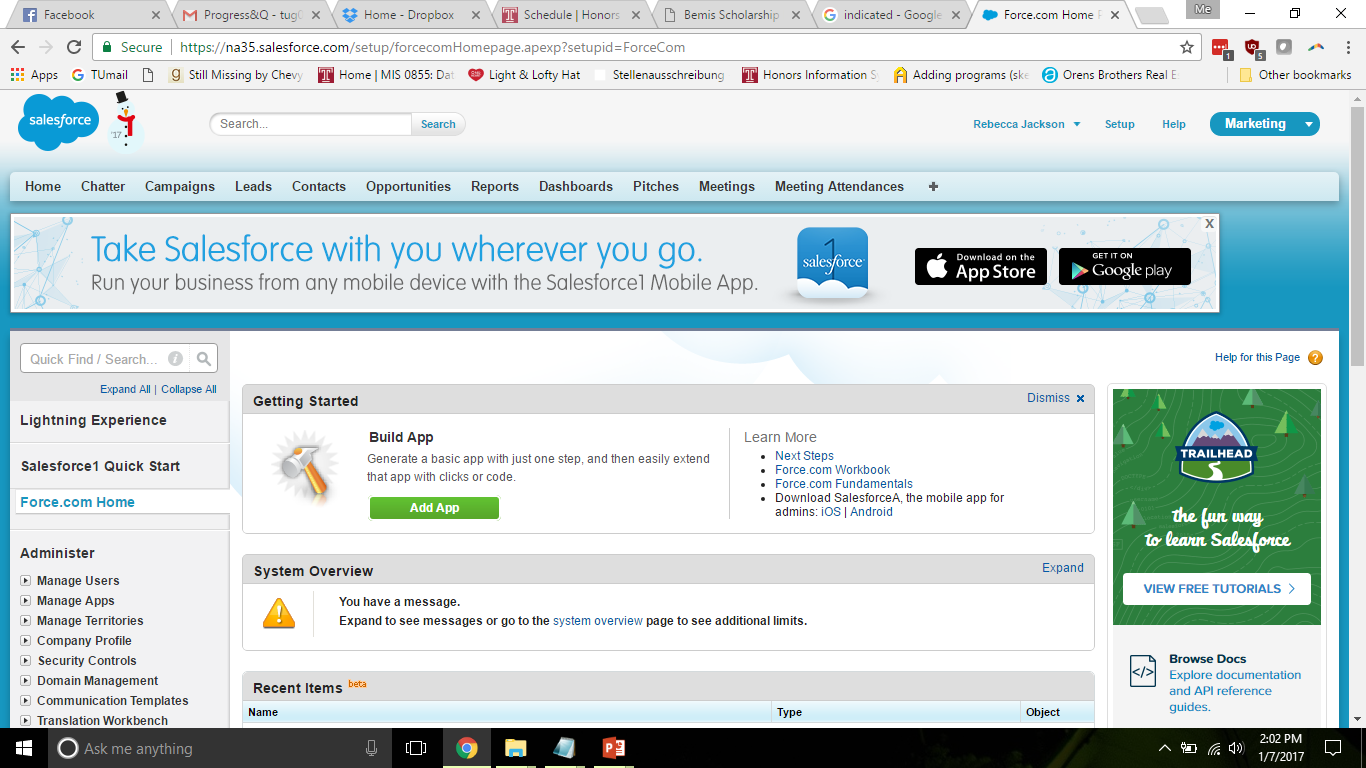 Facebook
Progress&Q - tug0
Home - Dropbox
Schedule | Honors
Bemis Scholarship
indicated - Google
Force.com Home P
Me
Secure
https://na35.salesforce.com/setup/forcecomHomepage.apexp?setupid=ForceCom
1
5
Apps
TUmail
Still Missing by Chevy
Home | MIS 0855: Dat
Light & Lofty Hat
Stellenausschreibung
Honors Information Sy
Adding programs (ske
Orens Brothers Real Es
Other bookmarks
salesforce
'17
Search...
Search
Rebecca Jackson
Setup
Help
Marketing
Home
Chatter
Campaigns
Leads
Contacts
Opportunities
Reports
Dashboards
Pitches
Meetings
Meeting Attendances
Take Salesforce with you wherever you go.
Run your business from any mobile device with the Salesforce1 Mobile App.
1
salesforce
Download on the
App Store
GET IT ON
Google play
X
Quick Find / Search...
Expand All | Collapse All
Lightning Experience
Salesforce1 Quick Start
Force.com Home
Administer
Manage Users
Manage Apps
Manage Territories
Company Profile
Security Controls
Domain Management
Communication Templates
Translation Workbench
Help for this Page
Getting Started
Dismiss
Build App
Generate a basic app with just one step, and then easily extend
that app with clicks or code.
Add App
Learn More
Next Steps
Force.com Workbook
Force.com Fundamentals
Download SalesforceA, the mobile app for
admins: iOS | Android
System Overview
Expand
You have a message.
Expand to see messages or go to the system overview page to see additional limits.
Recent Items beta
Name
Type
Object
TRAILHEAD
the fun way
to learn Salesforce
VIEW FREE TUTORIALS
Browse Docs
Explore documentation
and API reference
guides.
Ask me anything
2:02 PM
1/7/2017